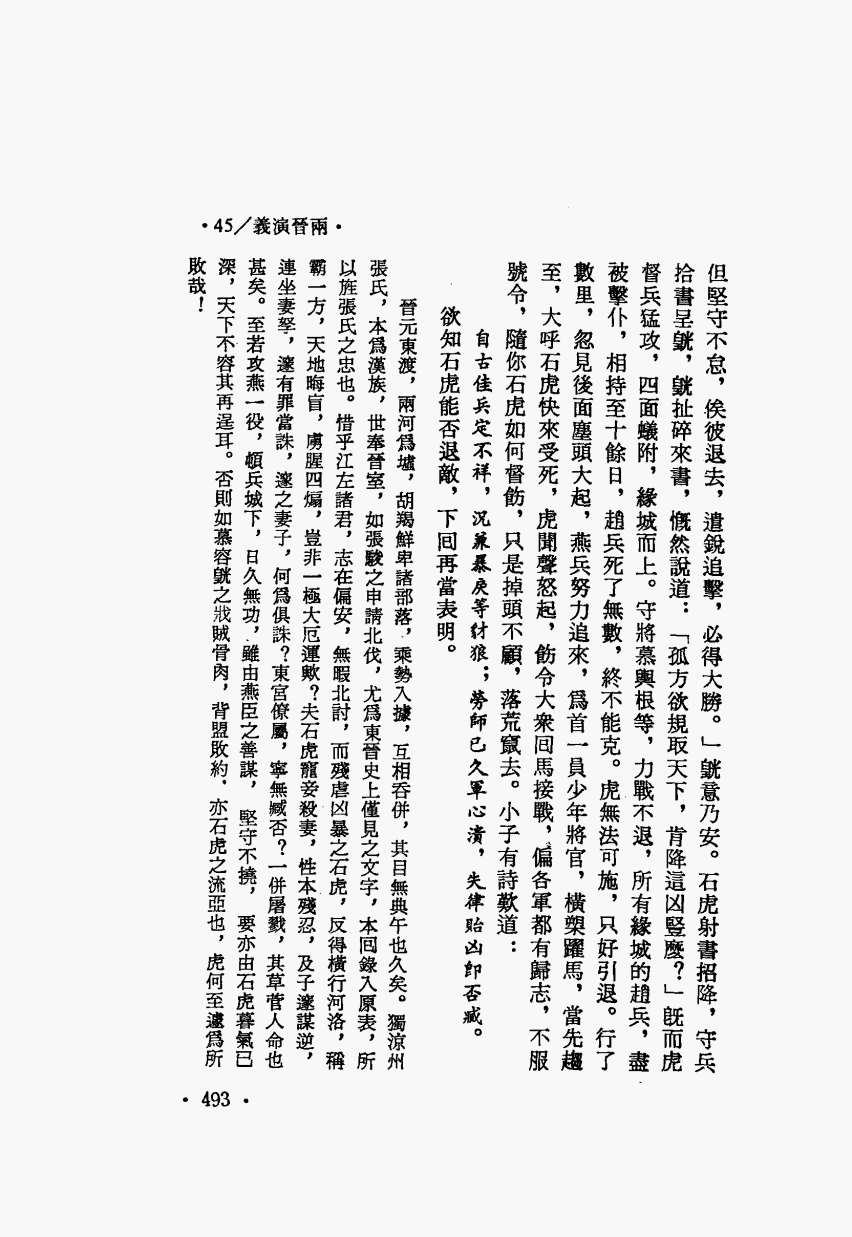 ·45／義演晉兩·
但堅守不怠，俟彼退去，遣銳追擊，必得大勝。」皝意乃安。石虎射書招降，守兵
拾書呈皝，皝扯碎來書，慨然說道：「孤方欲規取天下，肯降這凶豎麼？」旣而虎
督兵猛攻，四面蟻附，緣城而上。守將慕輿根等，力戰不退，所有緣城的趙兵，盡
被擊仆，相持至十餘日，趙兵死了無數，終不能克。虎無法可施，只好引退。行了
數里，忽見後面塵頭大起，燕兵努力追來，爲首一員少年將官，橫槊躍馬，當先趨
至，大呼石虎快來受死，虎聞聲怒起，飭令大衆囘馬接戰，偏各軍都有歸志，不服
號令，隨你石虎如何督飭，只是掉頭不顧，落荒竄去。小子有詩歎道：
自古佳兵定不祥，況兼暴戾等豺狼；勞師已久軍心潰，失律貽凶卽否臧。
欲知石虎能否退敵，下囘再當表明。
晉元東渡，兩河爲墟，胡羯鮮卑諸部落，乘勢入據，互相呑併，其目無典午也久矣。獨涼州
張氏，本爲漢族，世奉晉室，如張駿之申請北伐，尤爲東晉史上僅見之文字，本囘錄入原表，所
以旌張氏之忠也。惜乎江左諸君，志在偏安，無暇北討，而殘虐凶暴之石虎，反得橫行河洛，稱
霸一方，天地晦盲，虜腥四煽，豈非一極大厄運歟？夫石虎寵妾殺妻，性本殘忍，及子邃謀逆，
連坐妻孥，邃有罪當誅，邃之妻子，何爲俱誅？東宮僚屬，寧無臧否？一併屠戮，其草菅人命也
甚矣。至若攻燕一役，頓兵城下，日久無功，雖由燕臣之善謀，堅守不撓，要亦由石虎暮氣已
深，天下不容其再逞耳。否則如慕容皝之戕賊骨肉，背盟敗約，亦石虎之流亞也，虎何至遽爲所
敗哉！
·493·